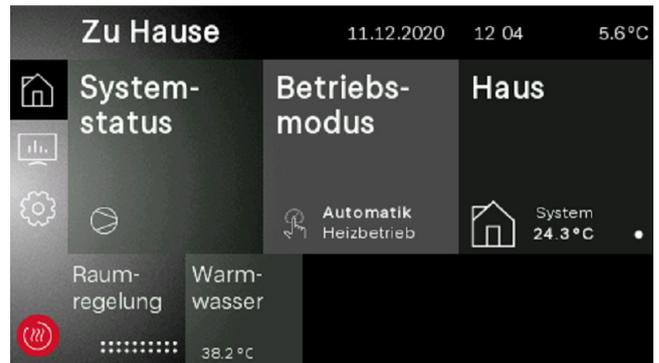 Zu Hause 11.12.2020 12 04 5.6°C
System-
status
Betriebs-
modus
Automatik
Heizbetrieb
Haus
System
24.3°C
Raum-
regelung
Warm-
wasser
38.2°C